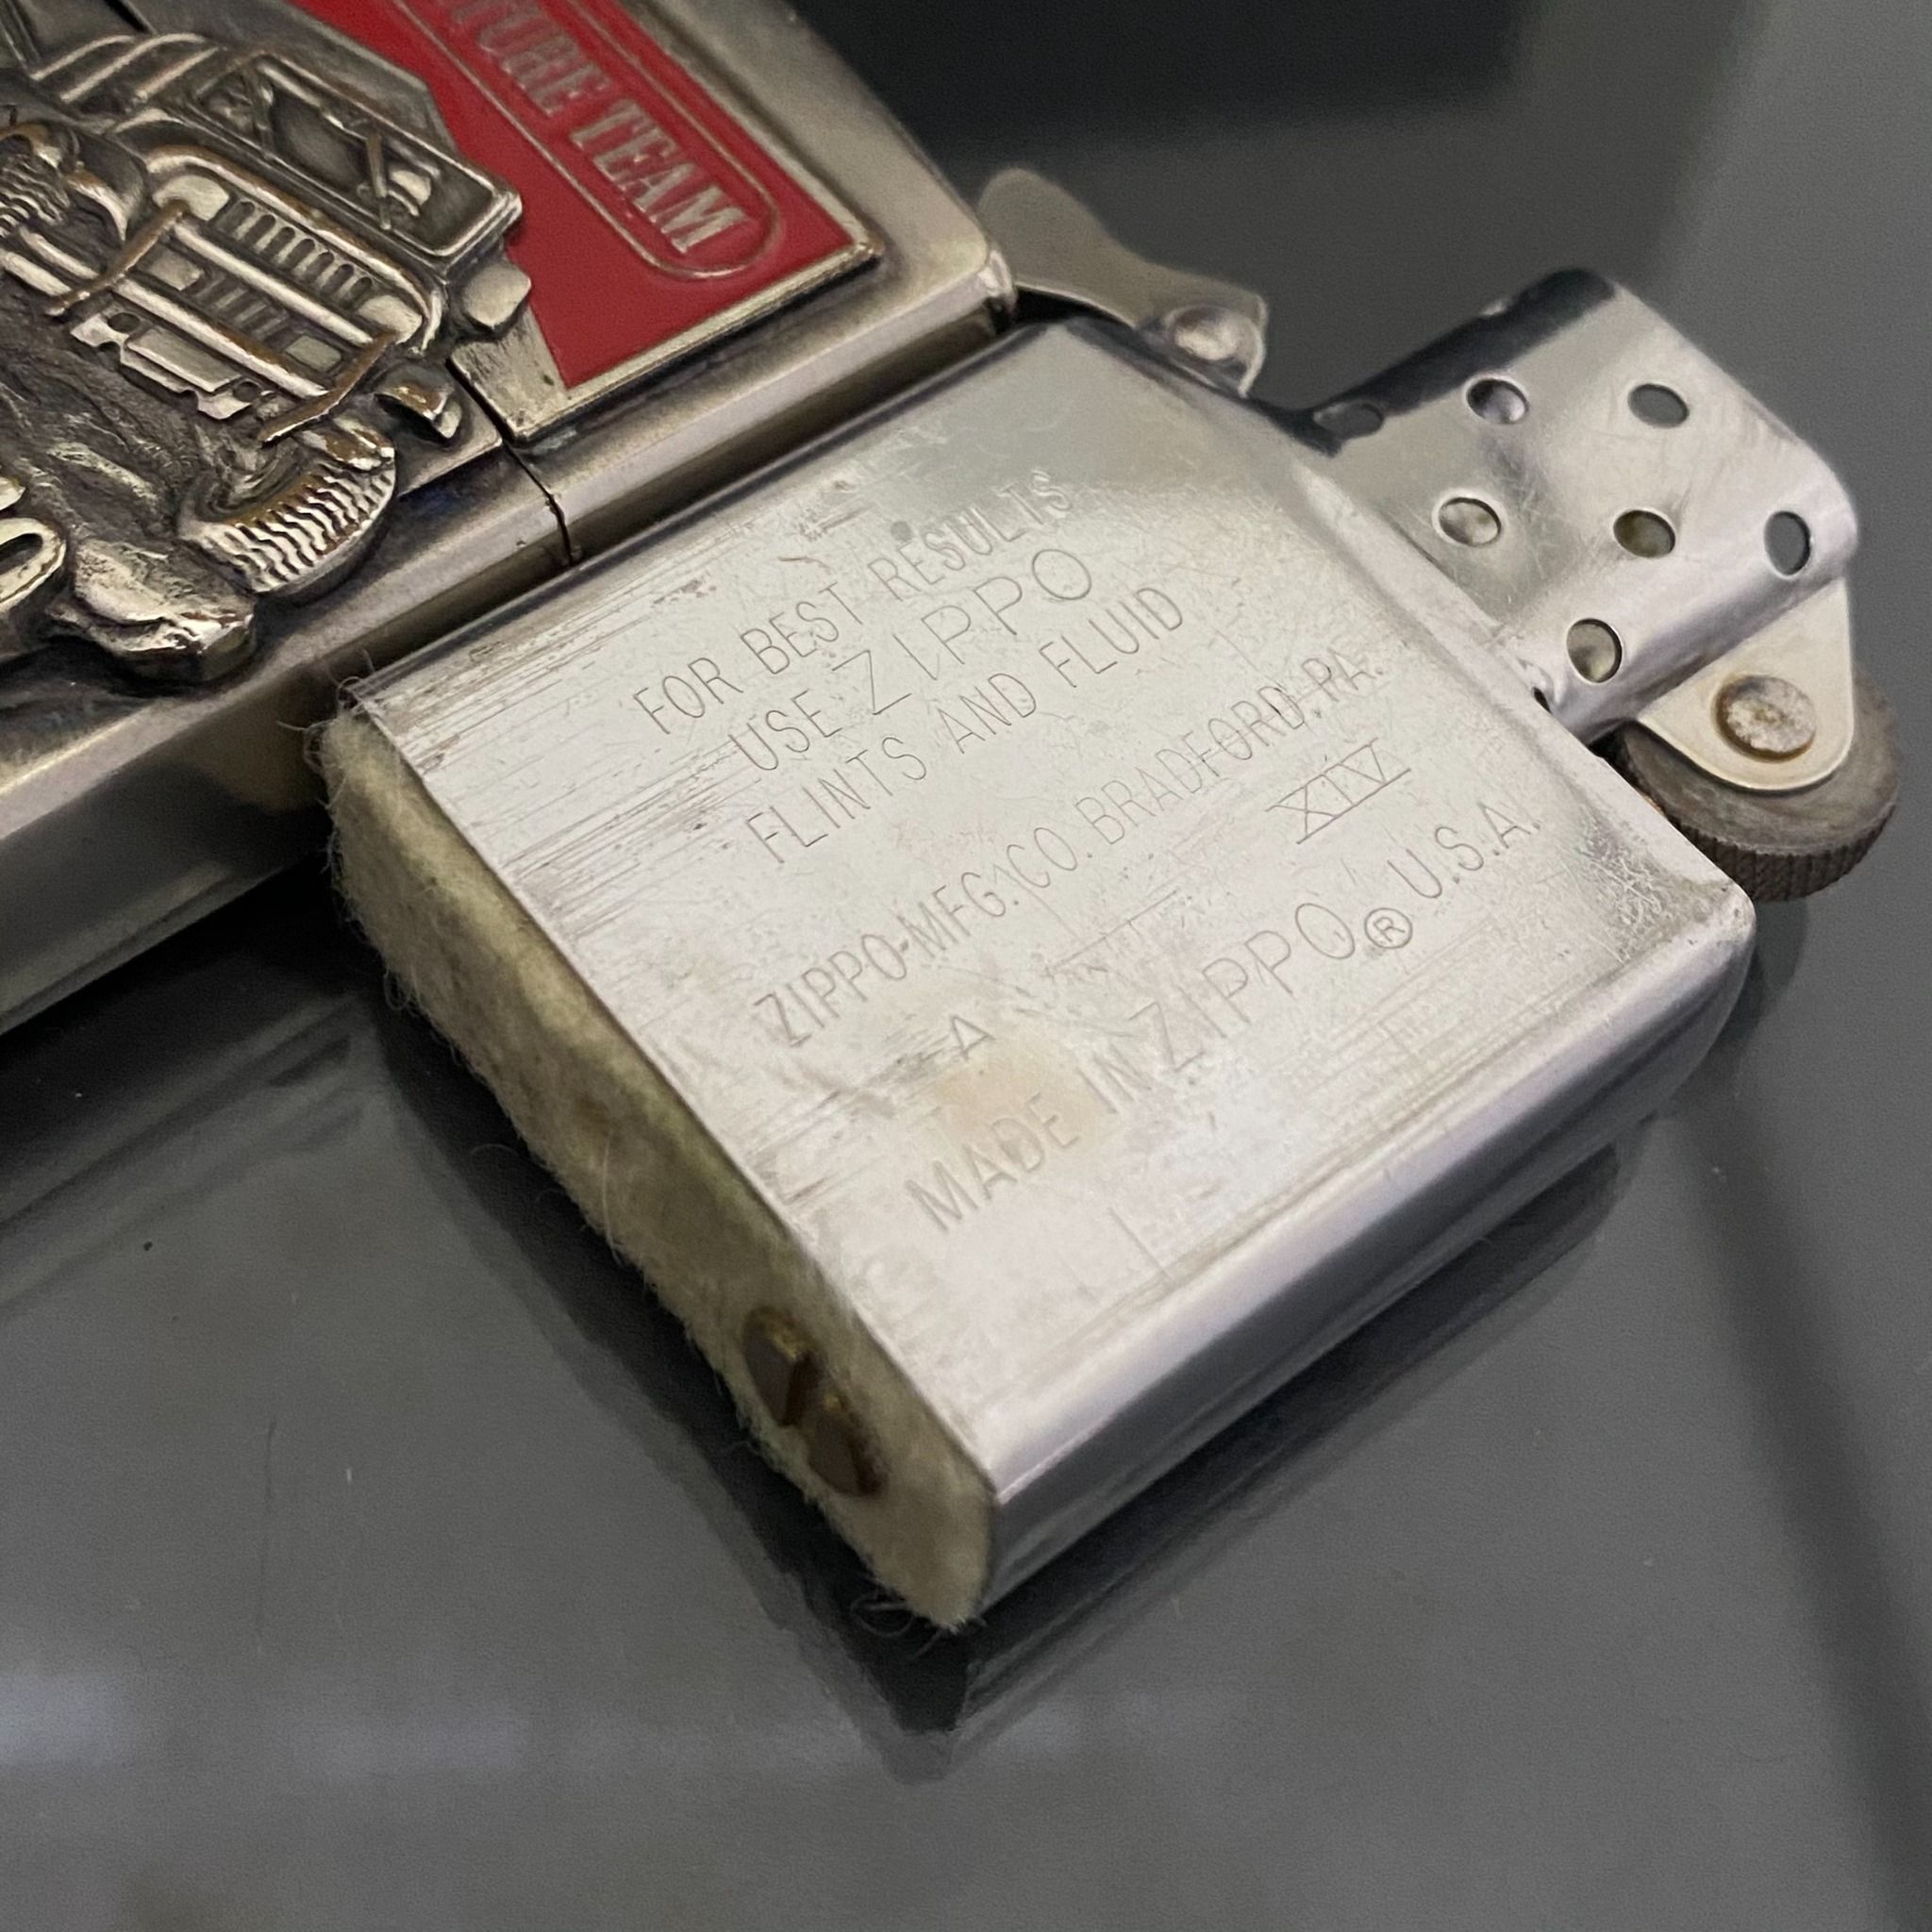 TURE TEAM
FOR BEST RESULTS
USE ZIPPO
FLINTS AND FLUID
ZIPPO·MFG.CO.BRADFORD.PA.
A XIV
MADE IN ZIPPO® U.S.A.